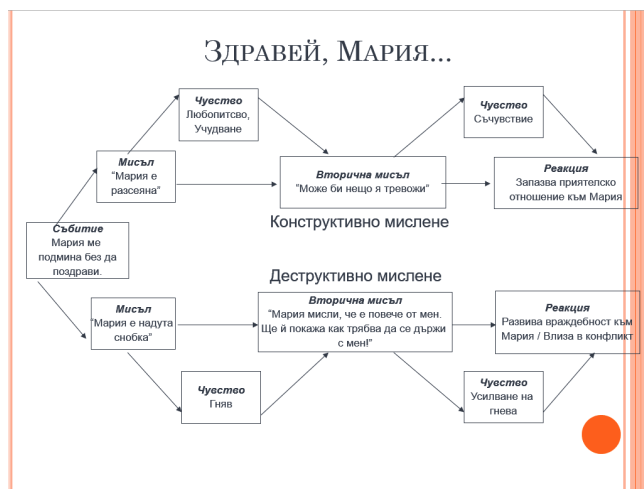 Здравей, Мария...
Чувство
Любопитсво,
Учудване
Чувство
Съчувствие
Мисъл
“Мария е
разсеяна”
Вторична мисъл
“Може би нещо я тревожи”
Реакция
Запазва приятелско
отношение към Мария
Конструктивно мислене
Събитие
Мария ме
подмина без да
поздрави.
Деструктивно мислене
Мисъл
“Мария е надута
снобка”
Вторична мисъл
“Мария мисли, че е повече от мен.
Ще й покажа как трябва да се държи
с мен!”
Реакция
Развива враждебност към
Мария / Влиза в конфликт
Чувство
Гняв
Чувство
Усилване на
гнева